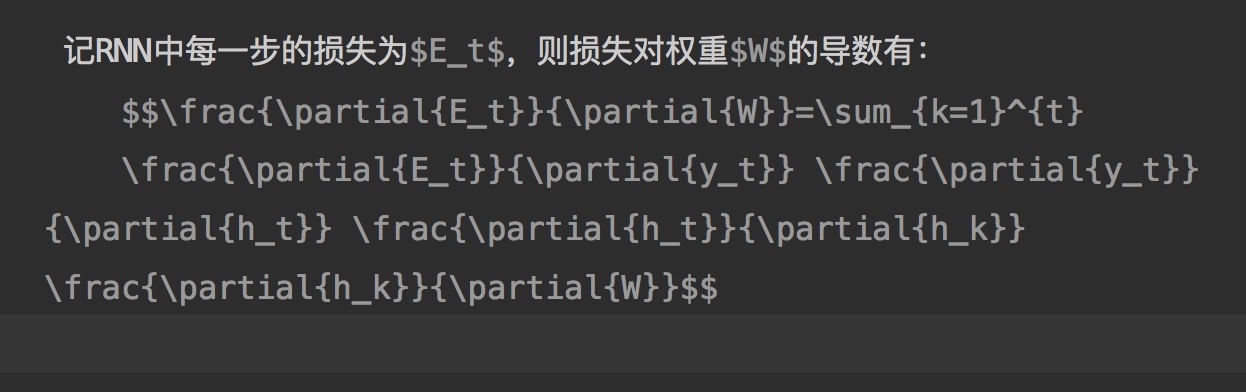 记RNN中每一步的损失为$E_t$，则损失对权重$W$的导数有：
$$\frac{\partial{E_t}}{\partial{W}}=\sum_{k=1}^{t}
\frac{\partial{E_t}}{\partial{y_t}} \frac{\partial{y_t}}
{\partial{h_t}} \frac{\partial{h_t}}{\partial{h_k}}
\frac{\partial{h_k}}{\partial{W}}$$